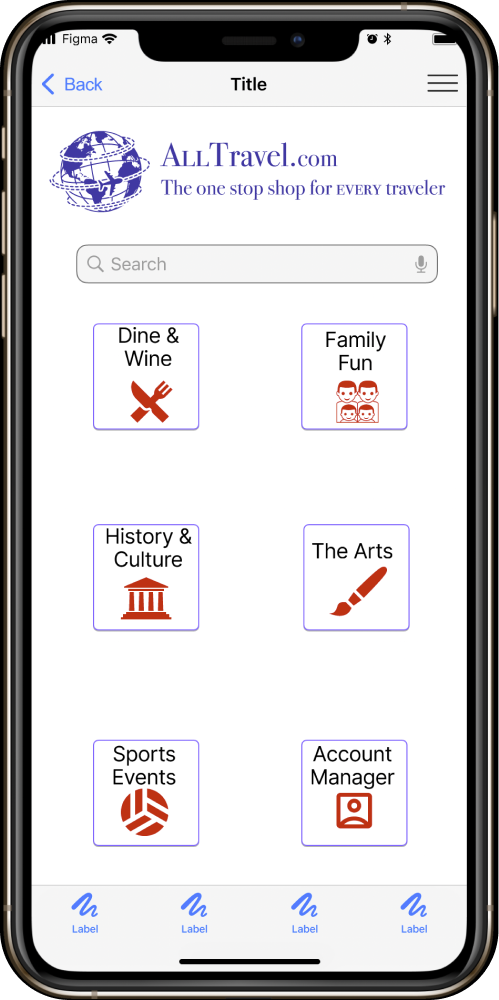 Figma
Back
Title
ALLTravel.com
The one stop shop for EVERY traveler
Search
Dine &
Wine
Family
Fun
History &
Culture
The Arts
Sports
Events
Account
Manager
Label
Label
Label
Label